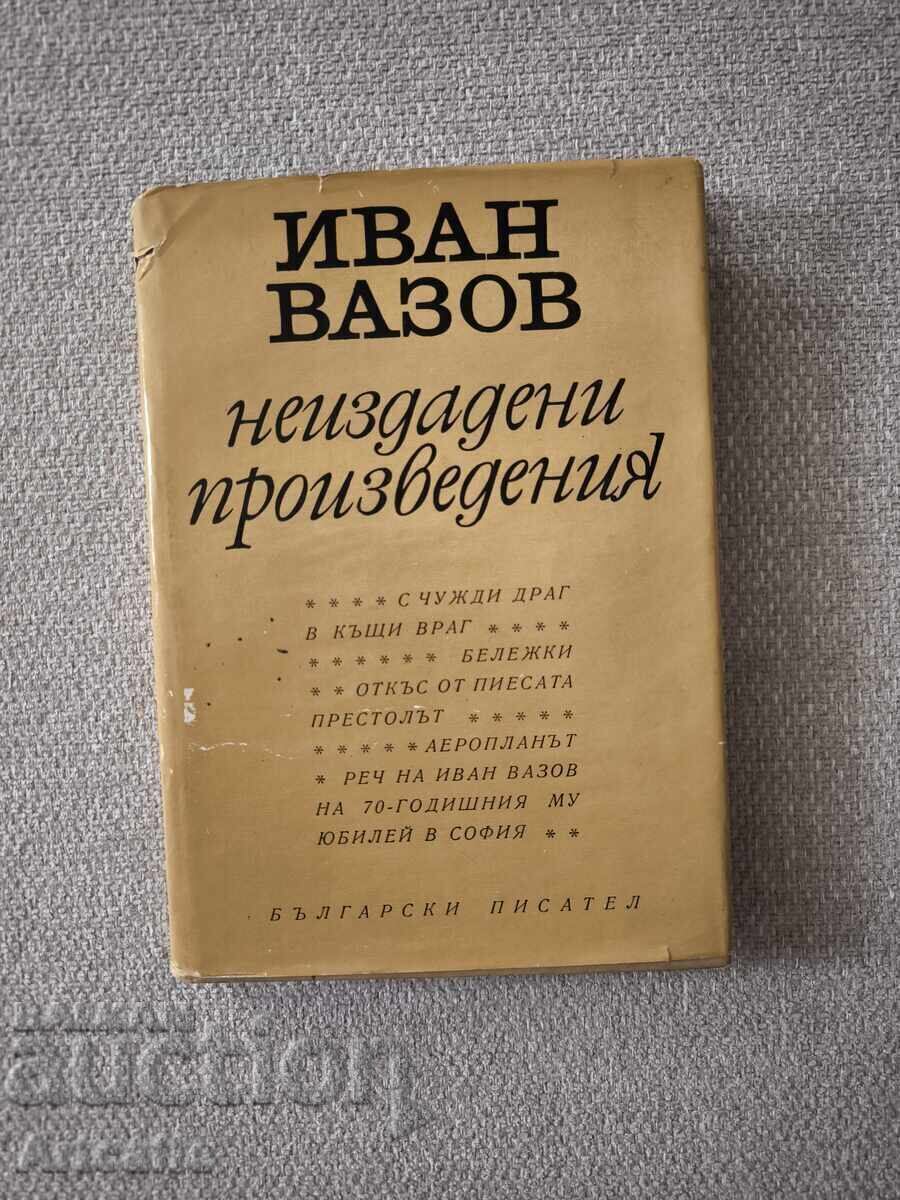 ИВАН
ВАЗОВ
неиздадени
произведения
* * * * С ЧУЖДИ ДРАГ
В КЪЩИ ВРАГ * * * *
* * * * * * БЕЛЕЖКИ
* * ОТКЪС ОТ ПИЕСАТА
ПРЕСТОЛЪТ * * * * *
* * * * * АЕРОПЛАНЪТ
* РЕЧ НА ИВАН ВАЗОВ
НА 70-ГОДИШНИЯ МУ
ЮБИЛЕЙ В СОФИЯ * *
БЪЛГАРСКИ ПИСАТЕЛ
auction